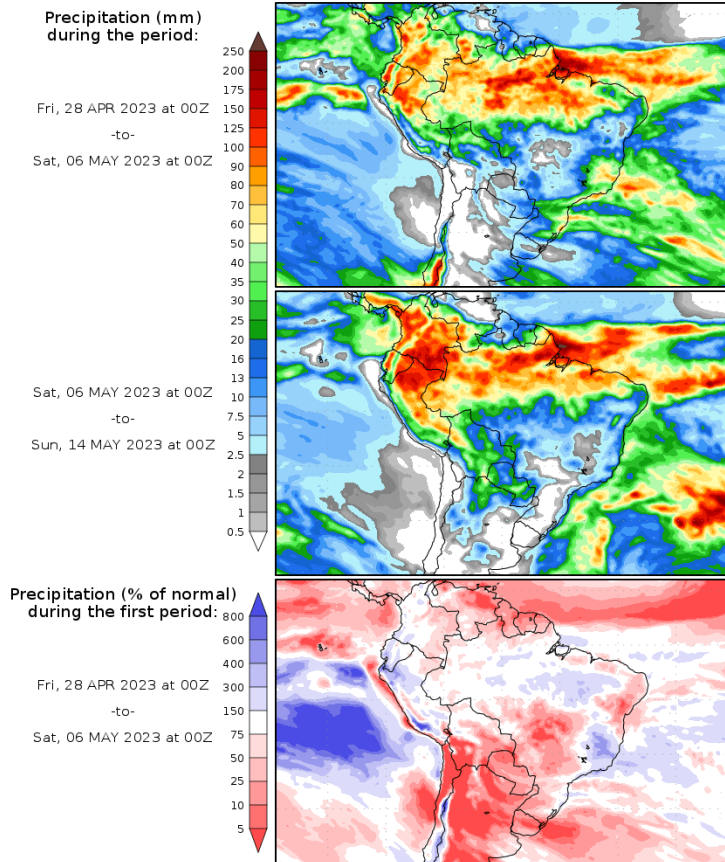 Precipitation (mm)
during the period:
Fri, 28 APR 2023 at 00Z
-to-
Sat, 06 MAY 2023 at 00Z
250
200
175
150
125
100
90
80
70
60
50
40
35
30
25
20
16
13
10
7.5
5
2.5
2
1.5
1
0.5
Sat, 06 MAY 2023 at 00Z
-to-
Sun, 14 MAY 2023 at 00Z
Precipitation (% of normal)
during the first period:
Fri, 28 APR 2023 at 00Z
-to-
Sat, 06 MAY 2023 at 00Z
800
600
400
300
150
75
50
25
10
5